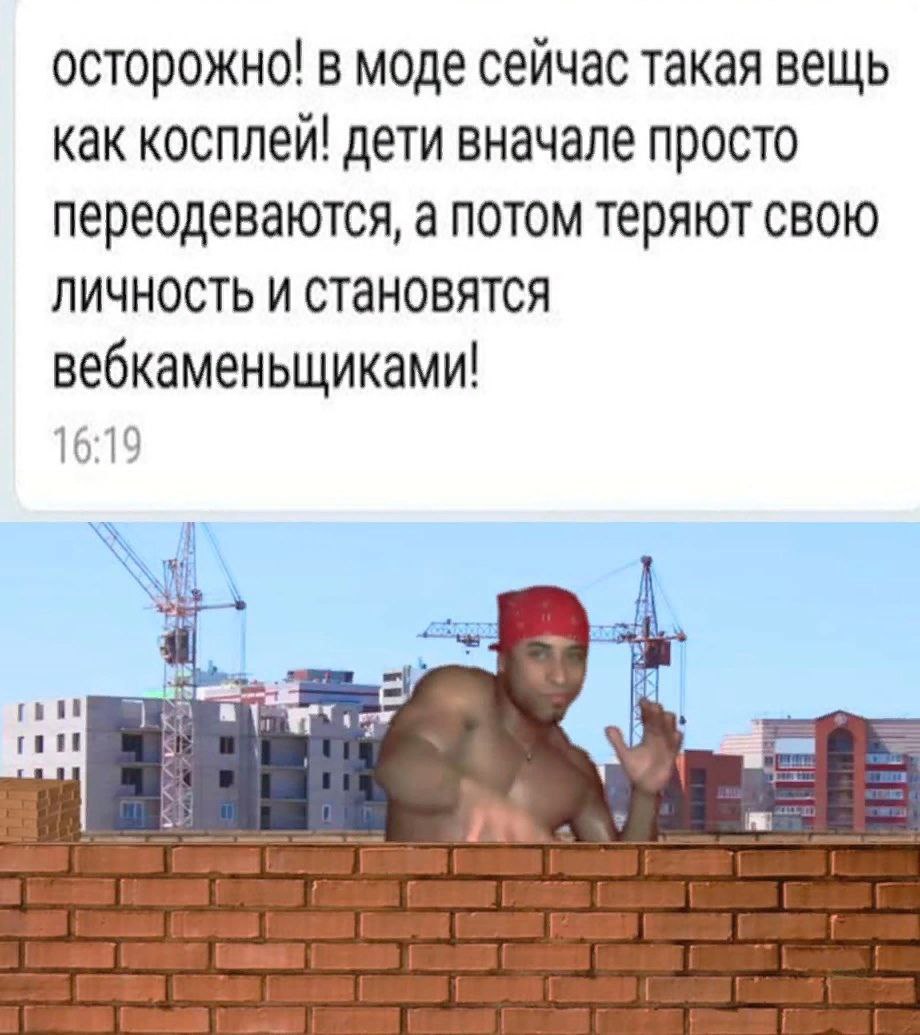 осторожно! в моде сейчас такая вещь
как косплей! дети вначале просто
переодеваются, а потом теряют свою
личность и становятся
вебкаменьщиками!
16:19